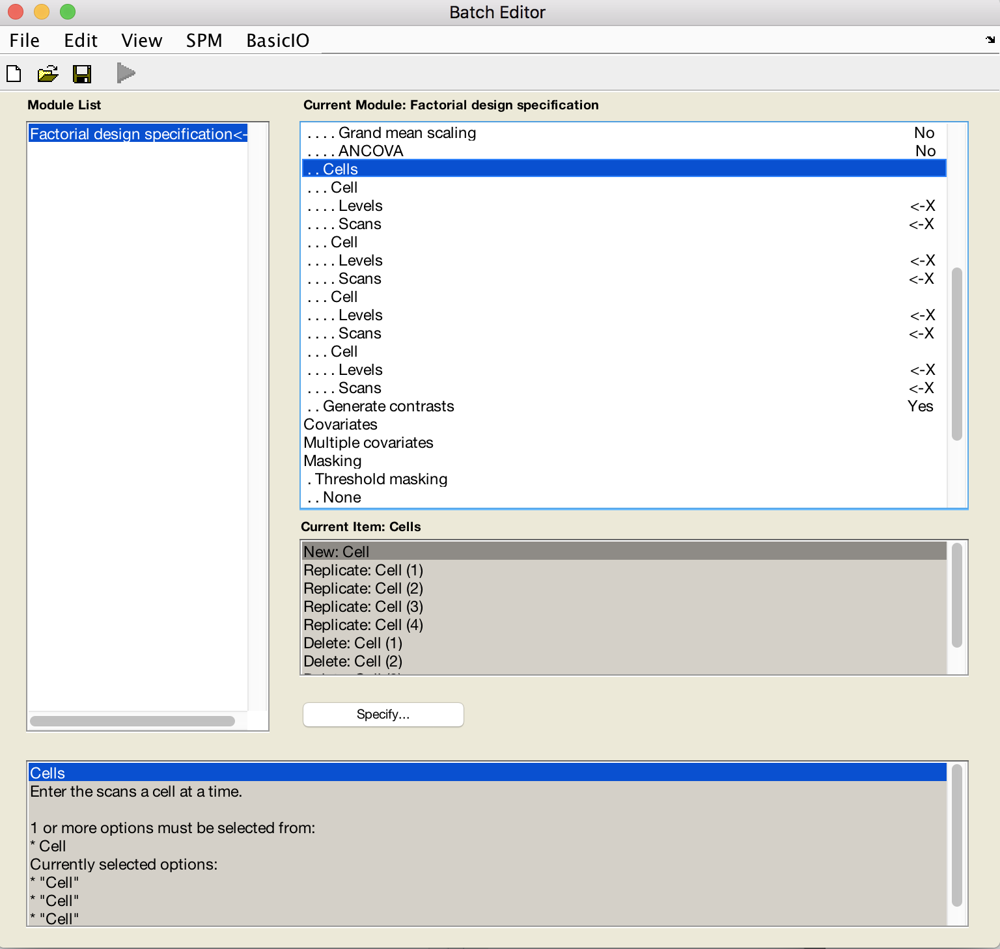 Batch Editor
File Edit View SPM BasicIO
Module List
Factorial design specification<-
Current Module: Factorial design specification
. . . . Grand mean scaling No
. . . . ANCOVA No
. . Cells
. . . Cell
. . . . Levels <-X
. . . . Scans <-X
. . . Cell
. . . . Levels <-X
. . . . Scans <-X
. . . Cell
. . . . Levels <-X
. . . . Scans <-X
. . . Cell
. . . . Levels <-X
. . . . Scans <-X
. . Generate contrasts Yes
Covariates
Multiple covariates
Masking
. Threshold masking
. . None
Current Item: Cells
New: Cell
Replicate: Cell (1)
Replicate: Cell (2)
Replicate: Cell (3)
Replicate: Cell (4)
Delete: Cell (1)
Delete: Cell (2)
Specify...
Cells
Enter the scans a cell at a time.
1 or more options must be selected from:
* Cell
Currently selected options:
* "Cell"
* "Cell"
* "Cell"